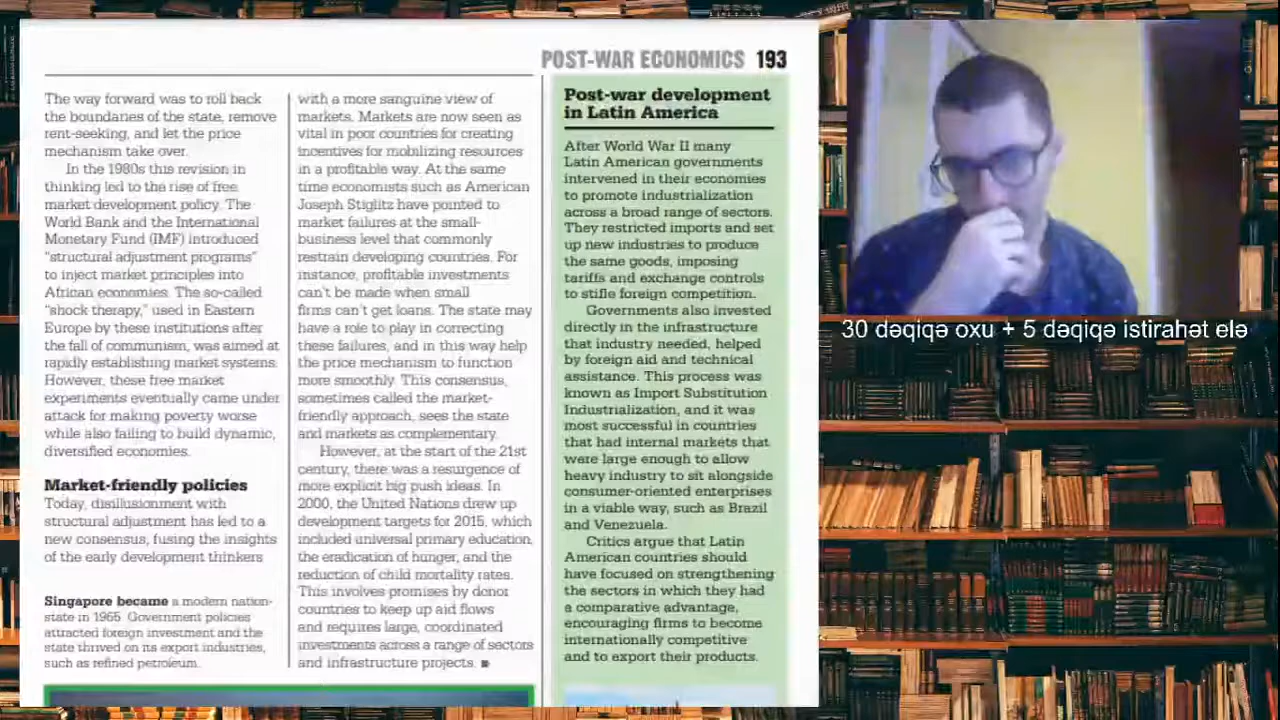 POST-WAR ECONOMICS 193
The way forward was to roll back
the boundaries of the state, remove
rent-seeking, and let the price
mechanism take over.
In the 1980s this revision in
thinking led to the rise of free
market development policy. The
World Bank and the International
Monetary Fund (IMF) introduced
"structural adjustment programs"
to inject market principles into
African economies. The so-called
"shock therapy," used in Eastern
Europe by these institutions after
the fall of communism, was aimed at
rapidly establishing market systems.
However, these free market
experiments eventually came under
attack for making poverty worse
while also failing to build dynamic,
diversified economies.
Market-friendly policies
Today, disillusionment with
structural adjustment has led to a
new consensus, fusing the insights
of the early development thinkers
Singapore became a modern nation-
state in 1965. Government policies
attracted foreign investment and the
state thrived on its export industries,
such as refined petroleum.
with a more sanguine view of
markets. Markets are now seen as
vital in poor countries for creating
incentives for mobilizing resources
in a profitable way. At the same
time economists such as American
Joseph Stiglitz have pointed to
market failures at the small-
business level that commonly
restrain developing countries. For
instance, profitable investments
can't be made when small
firms can't get loans. The state may
have a role to play in correcting
these failures, and in this way help
the price mechanism to function
more smoothly. This consensus,
sometimes called the market-
friendly approach, sees the state
and markets as complementary.
However, at the start of the 21st
century, there was a resurgence of
more explicit big push ideas. In
2000, the United Nations drew up
development targets for 2015, which
included universal primary education,
the eradication of hunger, and the
reduction of child mortality rates.
This involves promises by donor
countries to keep up aid flows
and requires large, coordinated
investments across a range of sectors
and infrastructure projects. ■
Post-war development
in Latin America
After World War II many
Latin American governments
intervened in their economies
to promote industrialization
across a broad range of sectors.
They restricted imports and set
up new industries to produce
the same goods, imposing
tariffs and exchange controls
to stifle foreign competition.
Governments also invested
directly in the infrastructure
that industry needed, helped
by foreign aid and technical
assistance. This process was
known as Import Substitution
Industrialization, and it was
most successful in countries
that had internal markets that
were large enough to allow
heavy industry to sit alongside
consumer-oriented enterprises
in a viable way, such as Brazil
and Venezuela.
Critics argue that Latin
American countries should
have focused on strengthening
the sectors in which they had
a comparative advantage,
encouraging firms to become
internationally competitive
and to export their products.
30 dəqiqə oxu + 5 dəqiqə istirahət elə